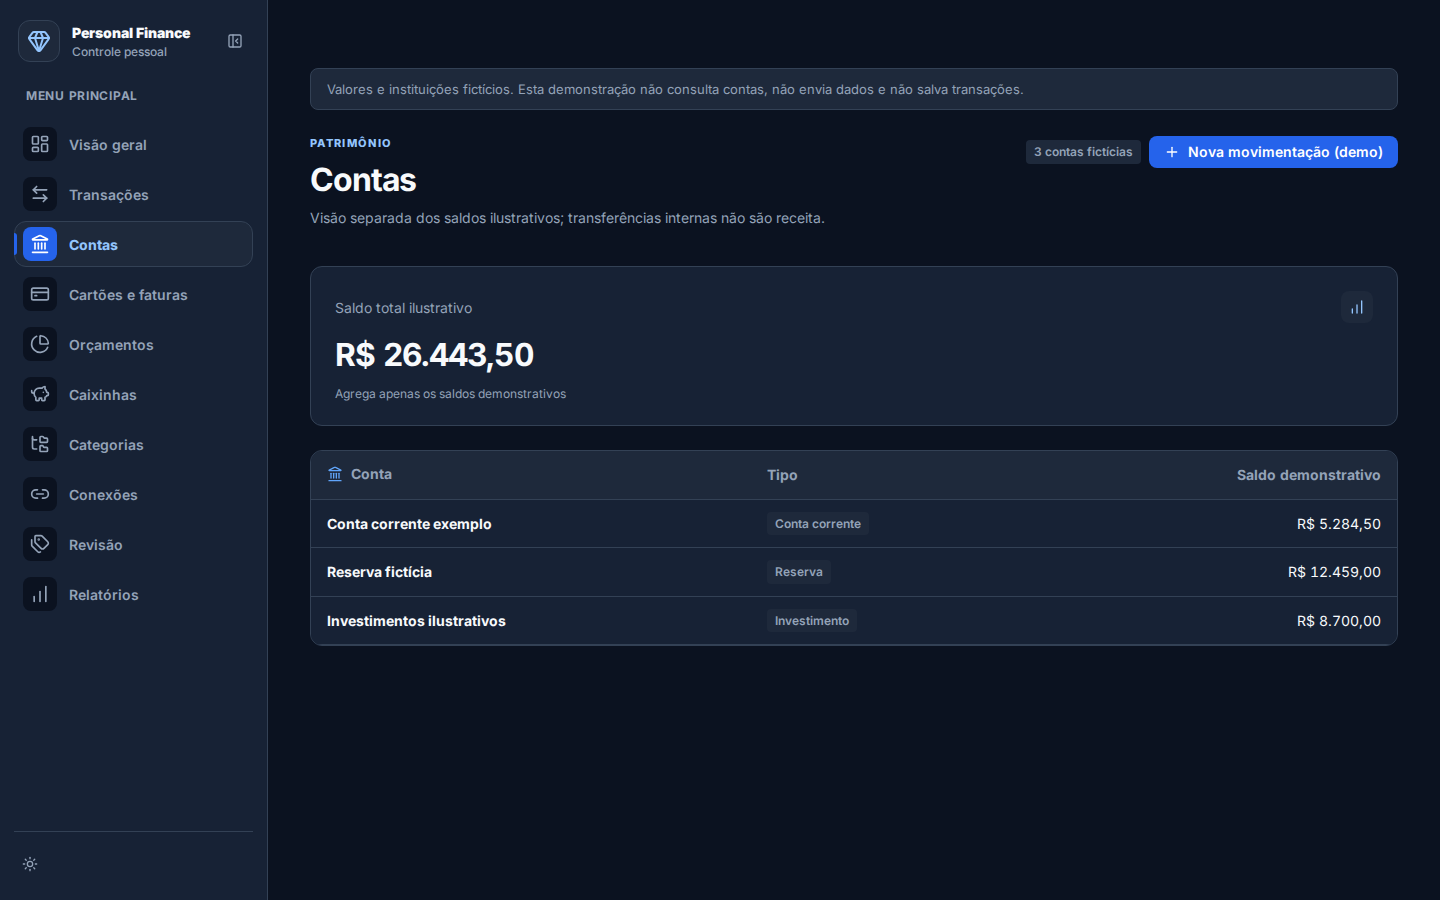 Personal Finance
Controle pessoal
MENU PRINCIPAL
Visão geral
Transações
Contas
Cartões e faturas
Orçamentos
Caixinhas
Categorias
Conexões
Revisão
Relatórios
Valores e instituições fictícios. Esta demonstração não consulta contas, não envia dados e não salva transações.
PATRIMÔNIO
Contas
Visão separada dos saldos ilustrativos; transferências internas não são receita.
3 contas fictícias
Nova movimentação (demo)
Saldo total ilustrativo
R$ 26.443,50
Agrega apenas os saldos demonstrativos
Conta Tipo Saldo demonstrativo
Conta corrente exemplo Conta corrente R$ 5.284,50
Reserva fictícia Reserva R$ 12.459,00
Investimentos ilustrativos Investimento R$ 8.700,00